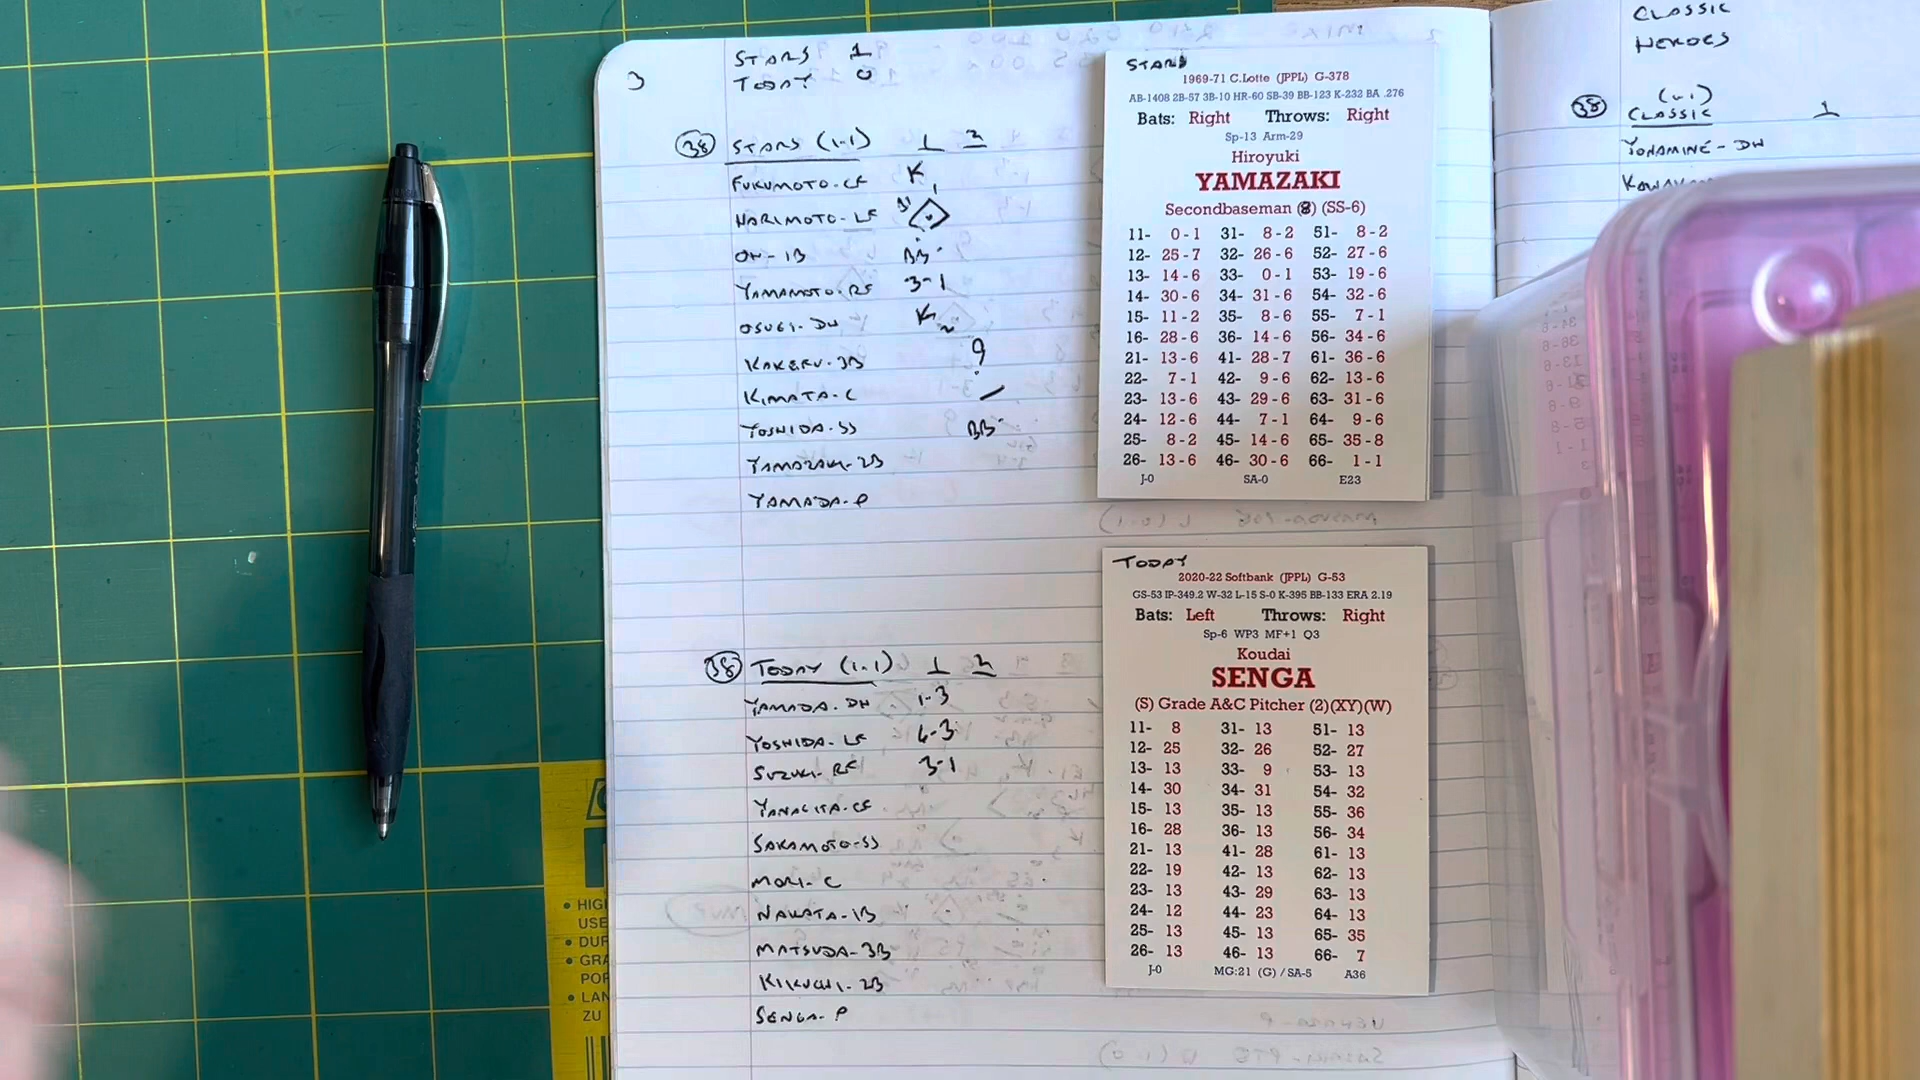 3
STARS 1
TODAY 0
38 STARS (1-1) 1 2
FUKUMOTO-CF K1
HARIMOTO-LF
OH-1B BB
YAMAMOTO-RF 3-1
OSUGI-DH K2
KAKEFU-3B 9
KIMATA-C
YOSHIDA-SS BB
YAMAZAKI-2B
YAMADA-P
38 TODAY (1-1) 1 2
YAMADA-DH 1-3
YOSHIDA-LF 6-3
SUZUKI-RF 3-1
YANAGITA-CF
SAKAMOTO-SS
MORI-C
NAKATA-1B
MATSUDA-3B
KIKUCHI-2B
SENGA-P
STARS
1969-71 C.Lotte (JPPL) G-378
AB-1408 2B-57 3B-10 HR-60 SB-39 BB-123 K-232 BA .276
Bats: Right Throws: Right
Sp-13 Arm-29
Hiroyuki
YAMAZAKI
Secondbaseman (8) (SS-6)
11- 0-1 31- 8-2 51- 8-2
12- 25-7 32- 26-6 52- 27-6
13- 14-6 33- 0-1 53- 19-6
14- 30-6 34- 31-6 54- 32-6
15- 11-2 35- 8-6 55- 7-1
16- 28-6 36- 14-6 56- 34-6
21- 13-6 41- 28-7 61- 36-6
22- 7-1 42- 9-6 62- 13-6
23- 13-6 43- 29-6 63- 31-6
24- 12-6 44- 7-1 64- 9-6
25- 8-2 45- 14-6 65- 35-8
26- 13-6 46- 30-6 66- 1-1
J-0 SA-0 E23
TODAY
2020-22 Softbank (JPPL) G-53
GS-53 IP-349.2 W-32 L-15 S-0 K-395 BB-133 ERA 2.19
Bats: Left Throws: Right
Sp-6 WP3 MF+1 Q3
Koudai
SENGA
(S) Grade A&C Pitcher (2)(XY)(W)
11- 8 31- 13 51- 13
12- 25 32- 26 52- 27
13- 13 33- 9 53- 13
14- 30 34- 31 54- 32
15- 13 35- 13 55- 36
16- 28 36- 13 56- 34
21- 13 41- 28 61- 13
22- 19 42- 13 62- 13
23- 13 43- 29 63- 13
24- 12 44- 23 64- 13
25- 13 45- 13 65- 35
26- 13 46- 13 66- 7
J-0 MG:21 (G) / SA-5 A36
CLASSIC
HEROES
38 CLASSIC 1
YONAMINE-DH